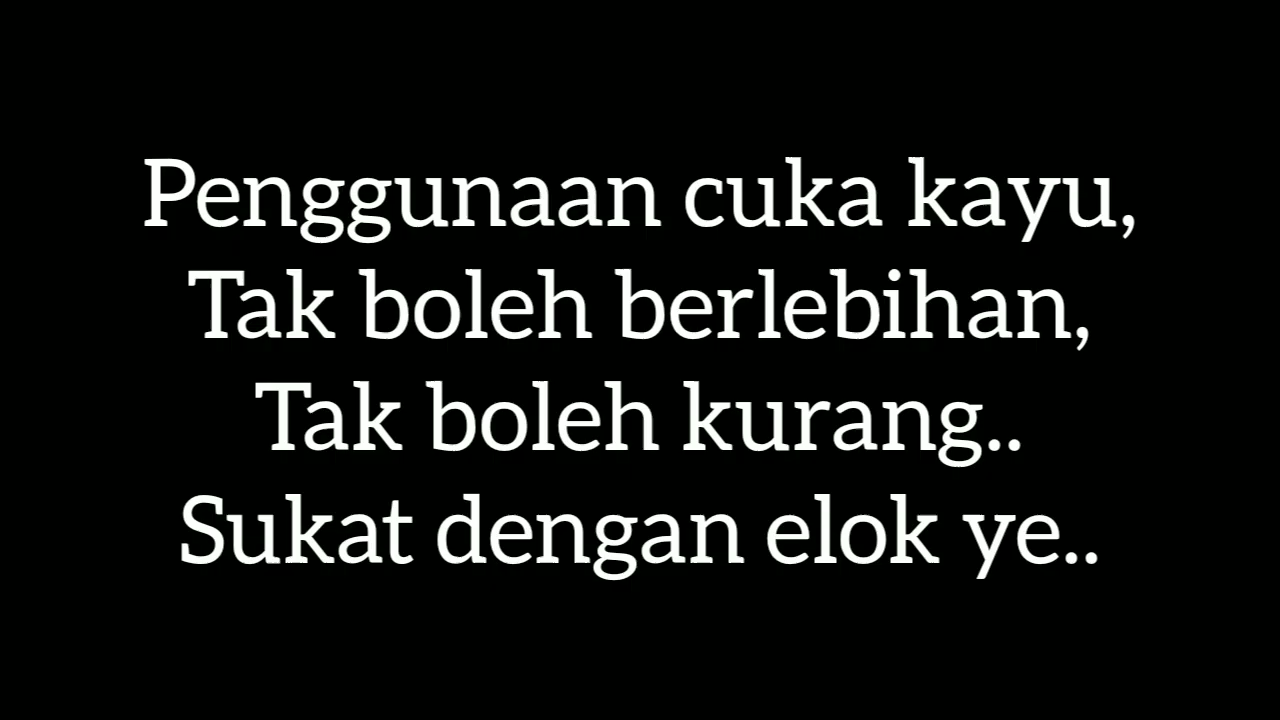 Penggunaan cuka kayu,
Tak boleh berlebihan,
Tak boleh kurang..
Sukat dengan elok ye..